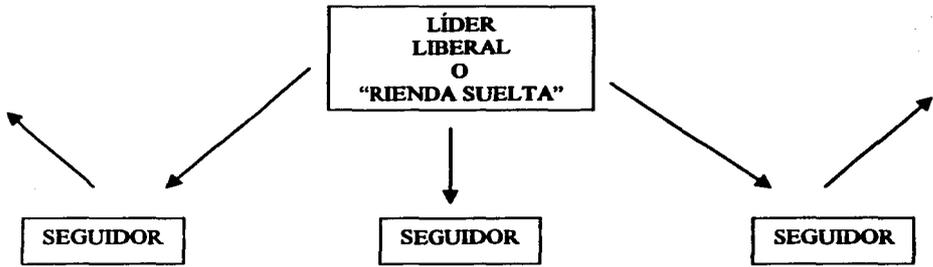 LÍDER
LIBERAL
O
“RIENDA SUELTA”
SEGUIDOR
SEGUIDOR
SEGUIDOR